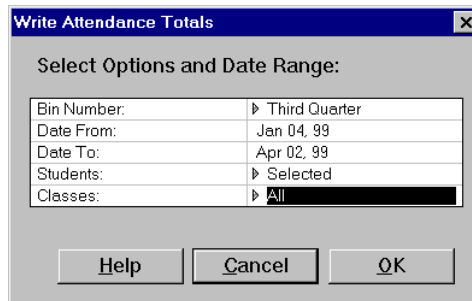 Write Attendance Totals
Select Options and Date Range:
Bin Number: Third Quarter
Date From: Jan 04, 99
Date To: Apr 02, 99
Students: Selected
Classes: All
Help Cancel OK